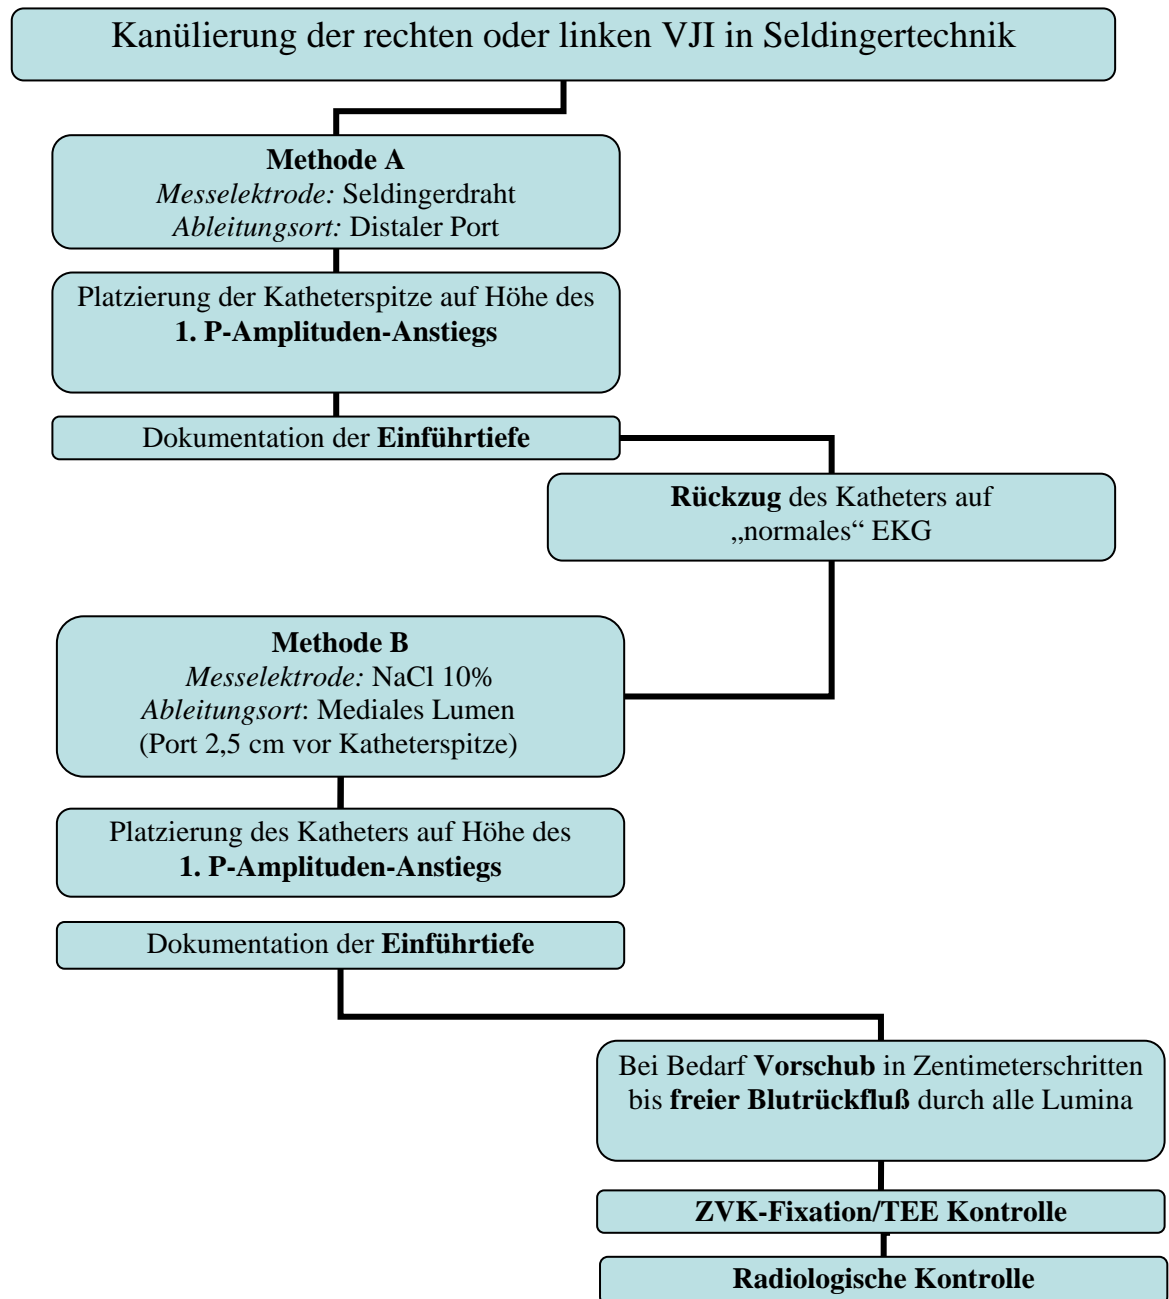 Kanülierung der rechten oder linken VJI in Seldingertechnik
Methode A
Messelektrode: Seldingerdraht
Ableitungsort: Distaler Port
Platzierung der Katheterspitze auf Höhe des
1. P-Amplituden-Anstiegs
Dokumentation der Einführtiefe
Rückzug des Katheters auf
„normales“ EKG
Methode B
Messelektrode: NaCl 10%
Ableitungsort: Mediales Lumen
(Port 2,5 cm vor Katheterspitze)
Platzierung des Katheters auf Höhe des
1. P-Amplituden-Anstiegs
Dokumentation der Einführtiefe
Bei Bedarf Vorschub in Zentimeterschritten
bis freier Blutrückfluß durch alle Lumina
ZVK-Fixation/TEE Kontrolle
Radiologische Kontrolle